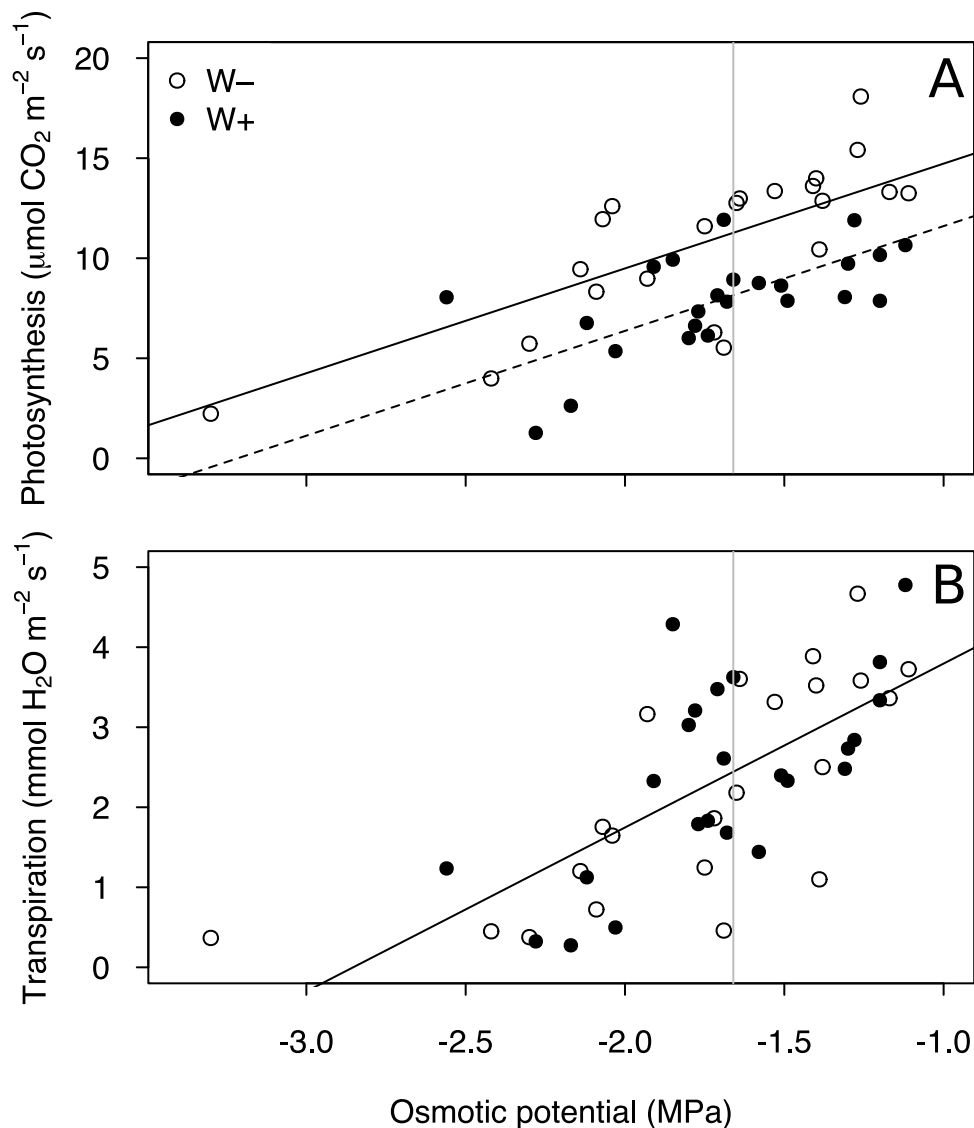 Photosynthesis (μmol CO₂ m⁻² s⁻¹)
20
15
10
5
0
W–
W+
A
Transpiration (mmol H₂O m⁻² s⁻¹)
5
4
3
2
1
0
B
-3.0 -2.5 -2.0 -1.5 -1.0
Osmotic potential (MPa)